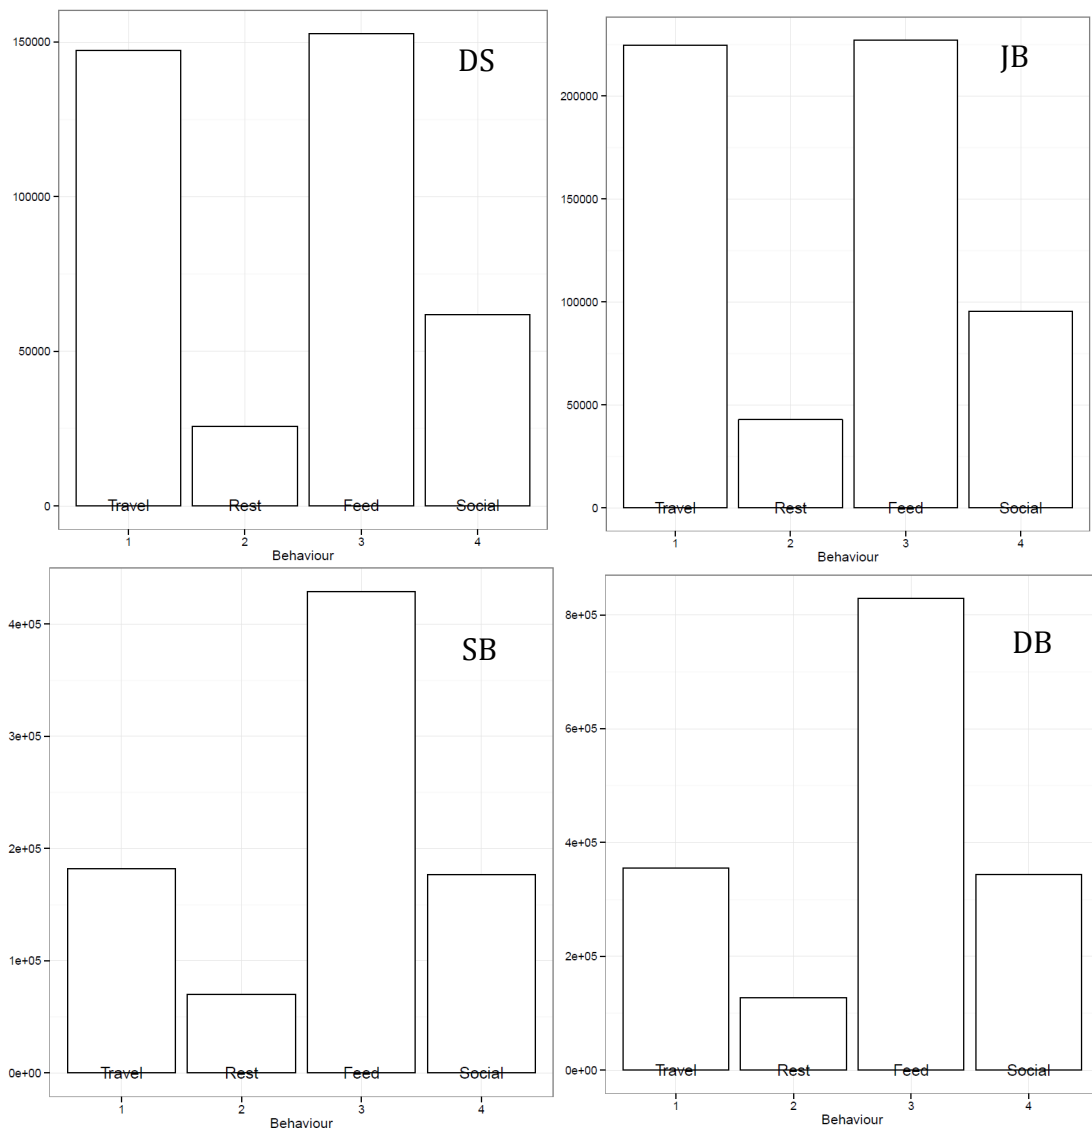 DS
150000
100000
50000
0
Travel Rest Feed Social
1 2 3 4
Behaviour
JB
200000
150000
100000
50000
0
Travel Rest Feed Social
1 2 3 4
Behaviour
SB
4e+05
3e+05
2e+05
1e+05
0e+00
Travel Rest Feed Social
1 2 3 4
Behaviour
DB
8e+05
6e+05
4e+05
2e+05
0e+00
Travel Rest Feed Social
1 2 3 4
Behaviour